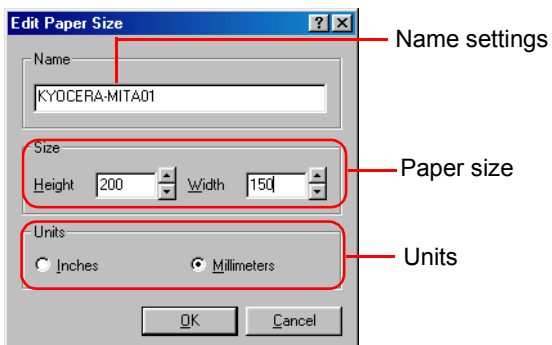 Edit Paper Size
Name settings
Name
KYOCERA-MITA01
Size
Height 200 Width 150
Paper size
Units
Inches Millimeters
Units
OK Cancel